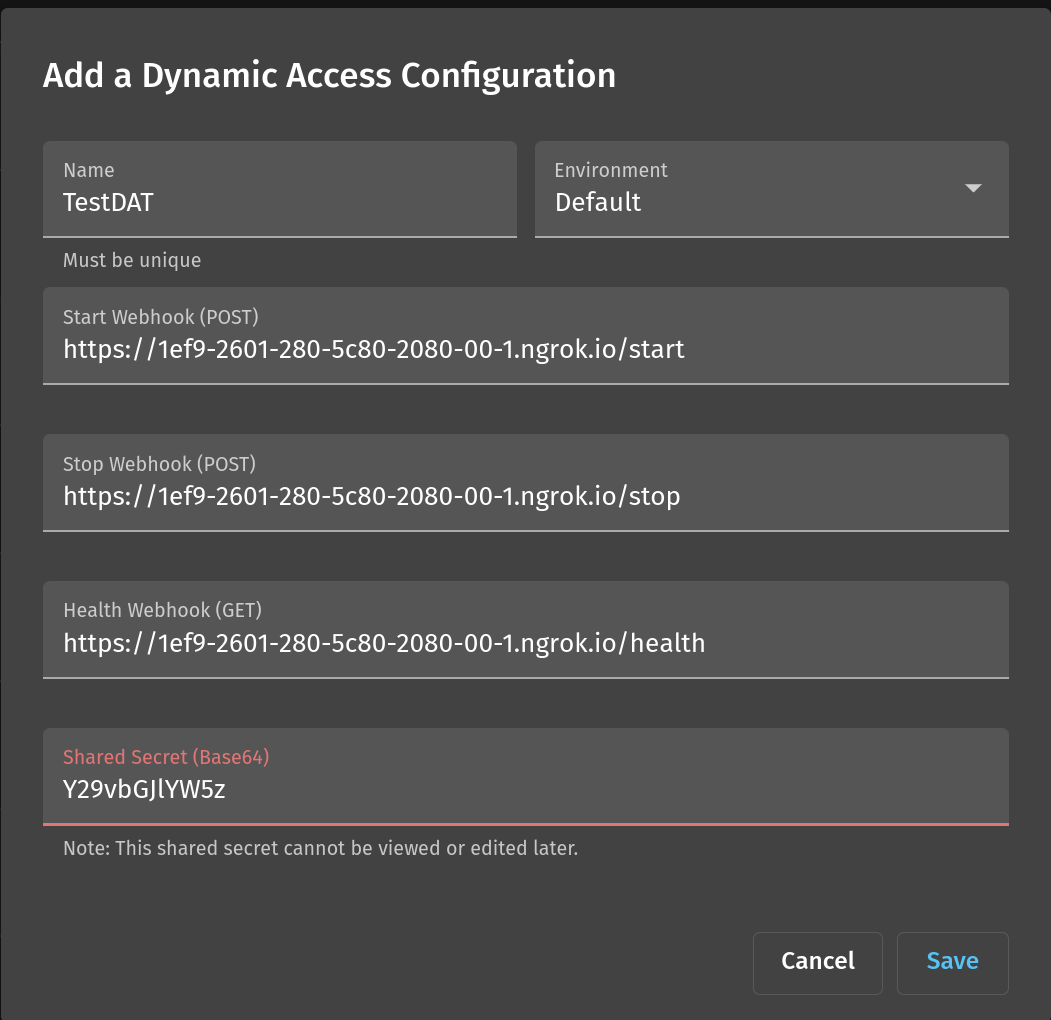 Add a Dynamic Access Configuration
Name
TestDAT
Must be unique
Environment
Default
Start Webhook (POST)
https://1ef9-2601-280-5c80-2080-00-1.ngrok.io/start
Stop Webhook (POST)
https://1ef9-2601-280-5c80-2080-00-1.ngrok.io/stop
Health Webhook (GET)
https://1ef9-2601-280-5c80-2080-00-1.ngrok.io/health
Shared Secret (Base64)
Y29vbGJlYW5z
Note: This shared secret cannot be viewed or edited later.
Cancel
Save